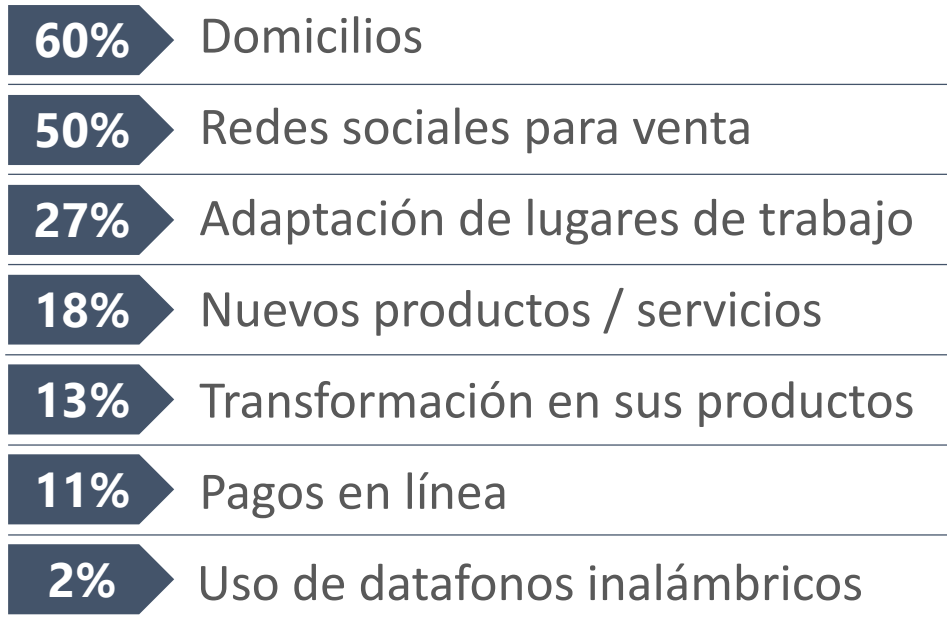 60% Domicilios
50% Redes sociales para venta
27% Adaptación de lugares de trabajo
18% Nuevos productos / servicios
13% Transformación en sus productos
11% Pagos en línea
2% Uso de datafonos inalámbricos